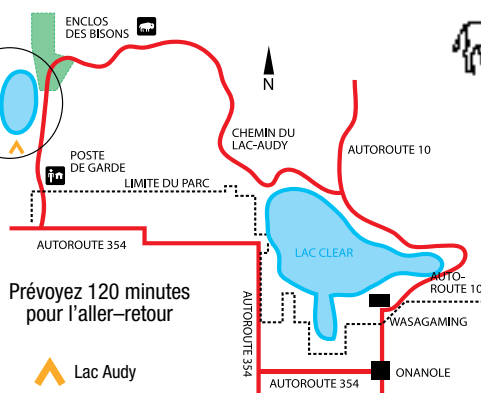 ENCLOS
DES BISONS
N
CHEMIN DU
LAC-AUDY
AUTOROUTE 10
POSTE
DE GARDE
LIMITE DU PARC
AUTOROUTE 354
LAC CLEAR
AUTO-
ROUTE 10
Prévoyez 120 minutes
pour l'aller–retour
AUTOROUTE 354
WASAGAMING
Lac Audy
AUTOROUTE 354
ONANOLE